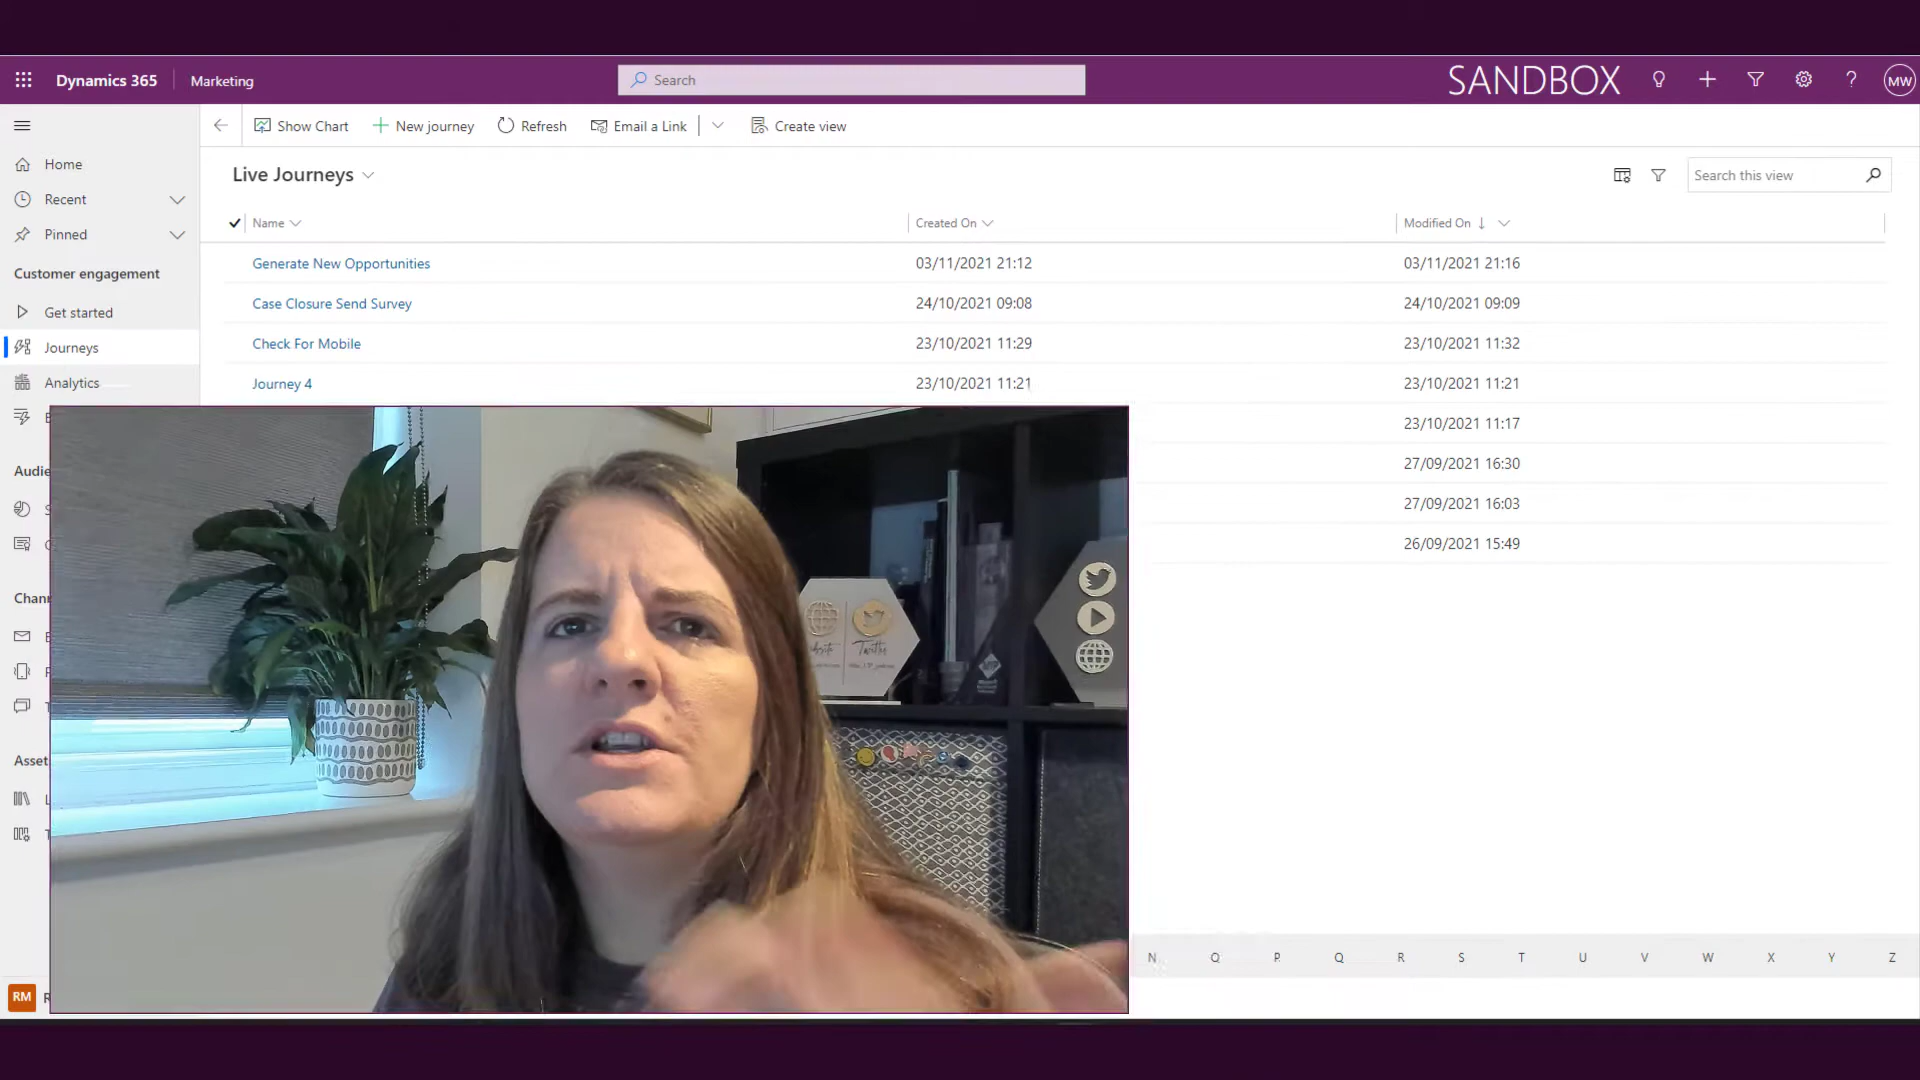 Dynamics 365 Marketing
Search
SANDBOX
MW
Show Chart
New journey
Refresh
Email a Link
Create view
Home
Recent
Pinned
Customer engagement
Get started
Journeys
Analytics
Live Journeys
Search this view
Name
Created On
Modified On
Generate New Opportunities 03/11/2021 21:12 03/11/2021 21:16
Case Closure Send Survey 24/10/2021 09:08 24/10/2021 09:09
Check For Mobile 23/10/2021 11:29 23/10/2021 11:32
Journey 4 23/10/2021 11:21 23/10/2021 11:21
23/10/2021 11:17
27/09/2021 16:30
27/09/2021 16:03
26/09/2021 15:49
Audie
Chann
Asset
Twitter
N Q P Q R S T U V W X Y Z
RM